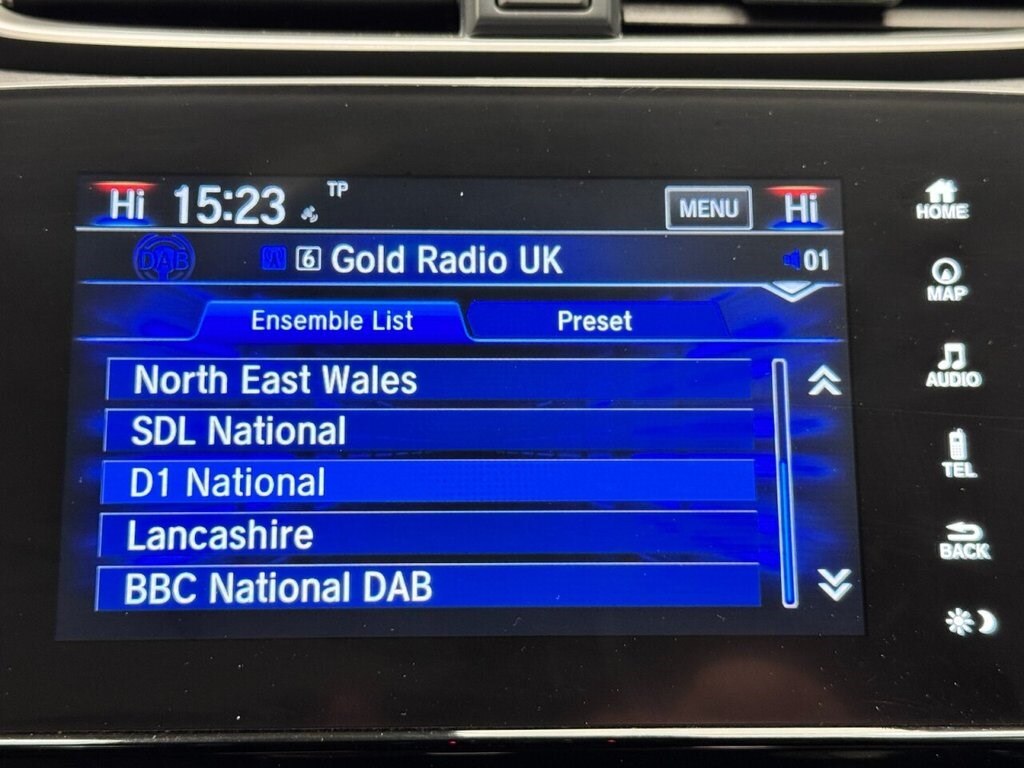 Hi 15:23 TP MENU Hi
DAB 6 Gold Radio UK 01
Ensemble List Preset
North East Wales
SDL National
D1 National
Lancashire
BBC National DAB
HOME
MAP
AUDIO
TEL
BACK